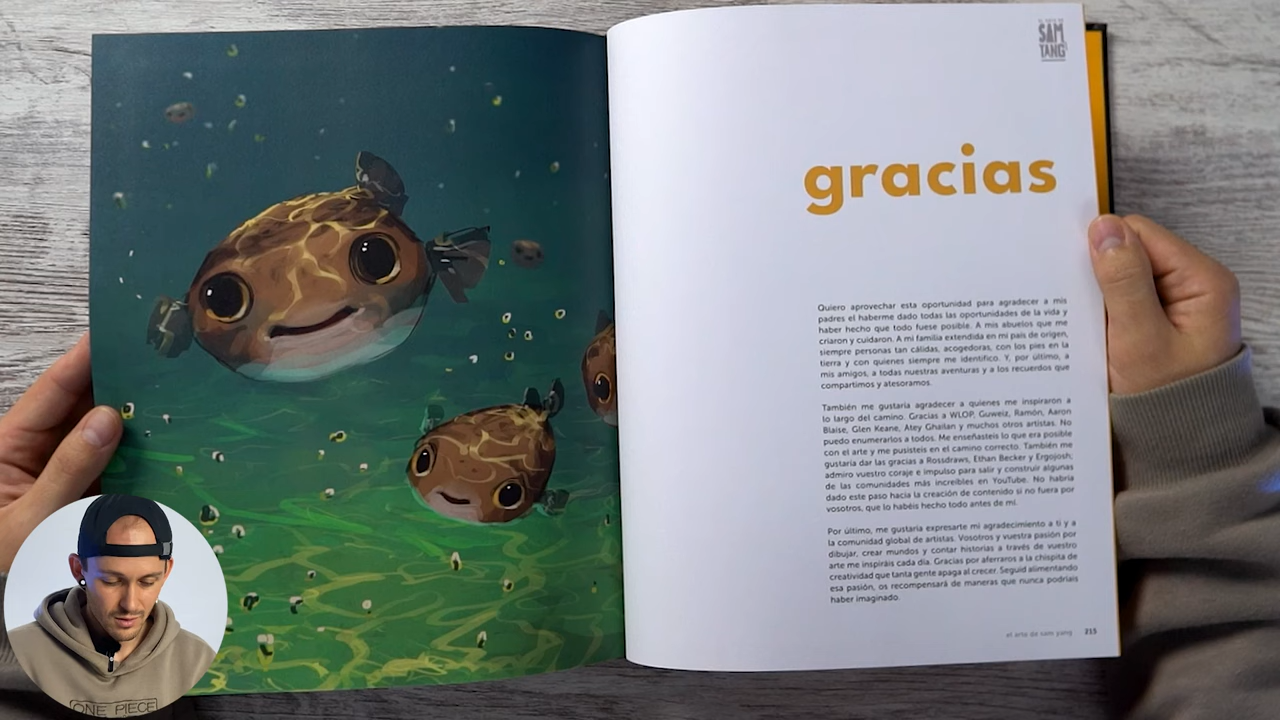 SAM
YANG
gracias
Quiero aprovechar esta oportunidad para agradecer a mis
padres el haberme dado todas las oportunidades de la vida y
haber hecho que todo fuese posible. A mis abuelos que me
criaron y cuidaron. A mi familia extendida en mi país de origen,
siempre personas tan cálidas, acogedoras, con los pies en la
tierra y con quienes siempre me identifico. Y, por último, a
mis amigos, a todas nuestras aventuras y a los recuerdos que
compartimos y atesoramos.
También me gustaría agradecer a quienes me inspiraron a
lo largo del camino. Gracias a WLOP, Guweiz, Ramón, Aaron
Blaise, Glen Keane, Atey Ghailan y muchos otros artistas. No
puedo enumerarlos a todos. Me enseñasteis lo que era posible
con el arte y me pusisteis en el camino correcto. También me
gustaría dar las gracias a Rossdraws, Ethan Becker y Ergojosh;
admiro vuestro coraje e impulso para salir y construir algunas
de las comunidades más increíbles en YouTube. No habría
dado este paso hacia la creación de contenido si no fuera por
vosotros, que lo habéis hecho todo antes de mí.
Por último, me gustaría expresarte mi agradecimiento a ti y a
la comunidad global de artistas. Vosotros y vuestra pasión por
dibujar, crear mundos y contar historias a través de vuestro
arte me inspiráis cada día. Gracias por aferraros a la chispita de
creatividad que tanta gente apaga al crecer. Seguid alimentando
esa pasión, os recompensará de maneras que nunca podríais
haber imaginado.
el arte de sam yang 215
ONE PIECE